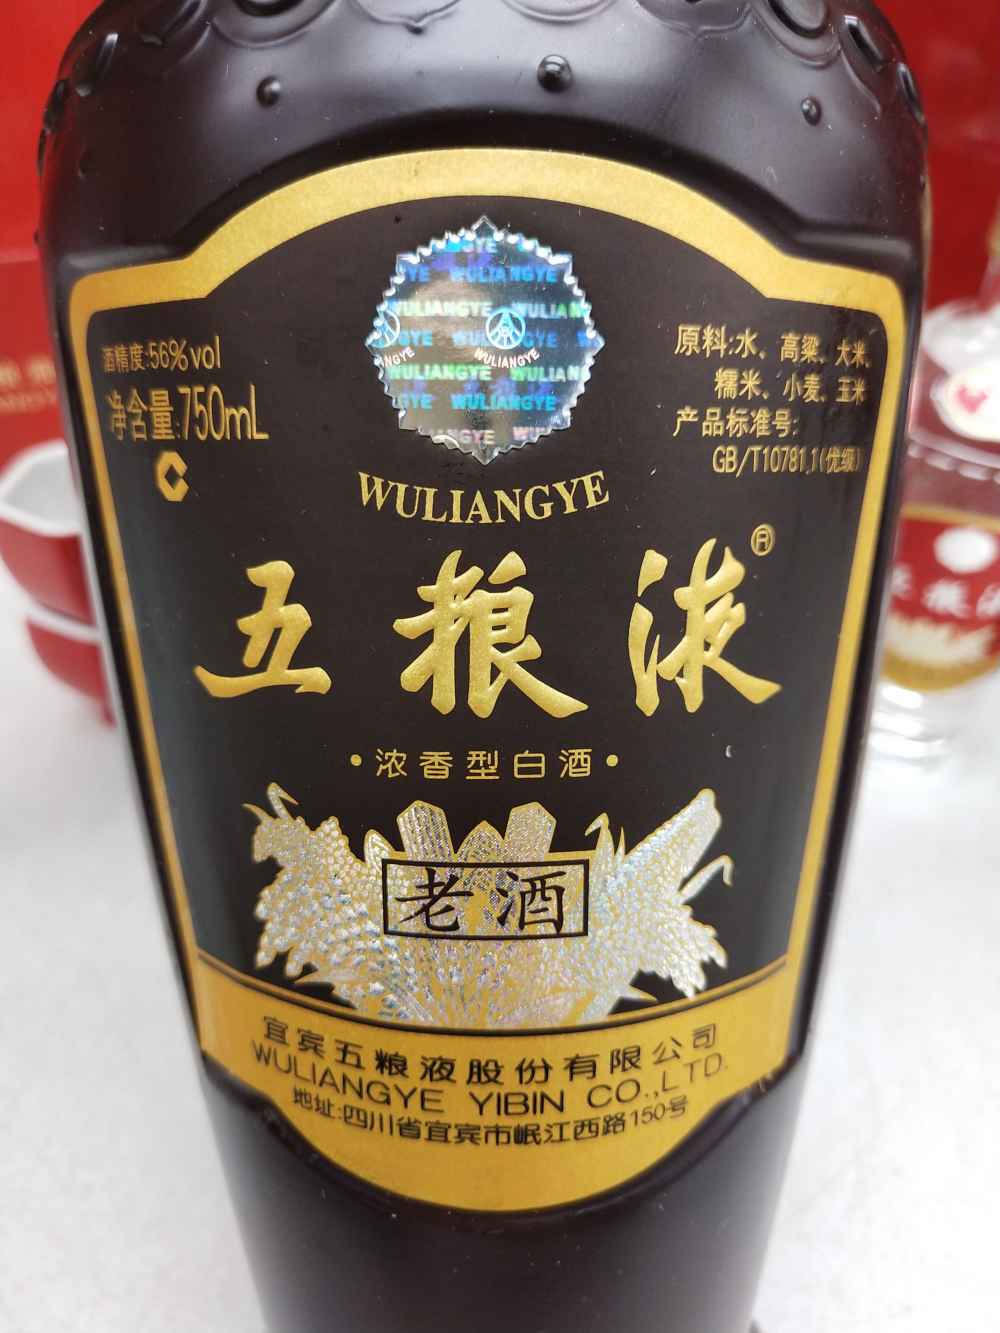 WULIANGYE
酒精度:56%vol
净含量:750mL
原料:水、高粱、大米、
糯米、小麦、玉米
产品标准号:
GB/T10781.1(优级)
WULIANGYE
五粮液®
·浓香型白酒·
老酒
宜宾五粮液股份有限公司
WULIANGYE YIBIN CO.,LTD.
地址:四川省宜宾市岷江西路150号